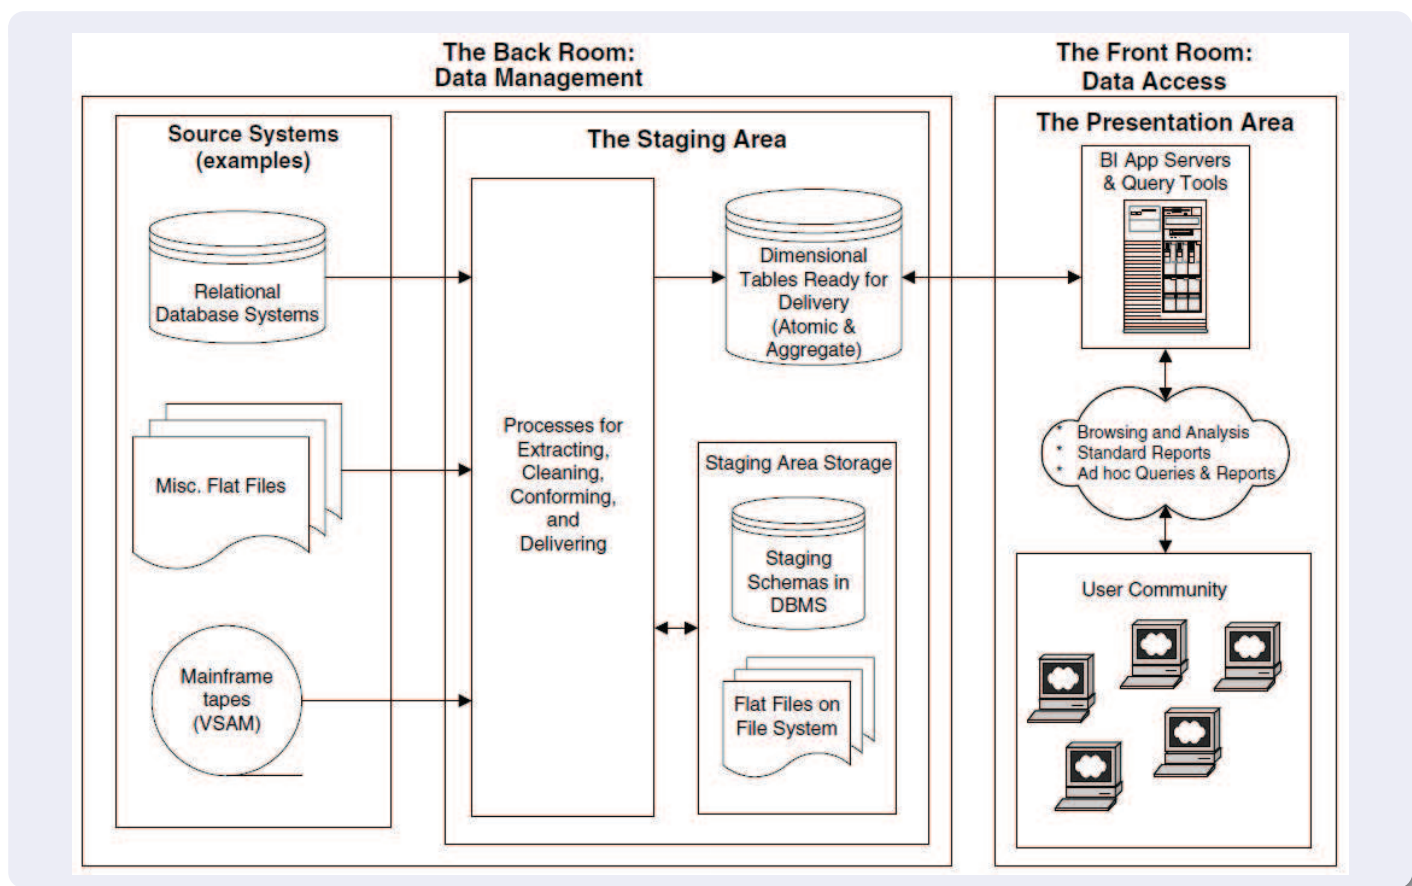 The Back Room:
Data Management
The Front Room:
Data Access
Source Systems
(examples)
Relational
Database Systems
Misc. Flat Files
Mainframe
tapes
(VSAM)
The Staging Area
Processes for
Extracting,
Cleaning,
Conforming,
and
Delivering
Dimensional
Tables Ready for
Delivery
(Atomic &
Aggregate)
Staging Area Storage
Staging
Schemas in
DBMS
Flat Files on
File System
The Presentation Area
BI App Servers
& Query Tools
* Browsing and Analysis
* Standard Reports
* Ad hoc Queries & Reports
User Community